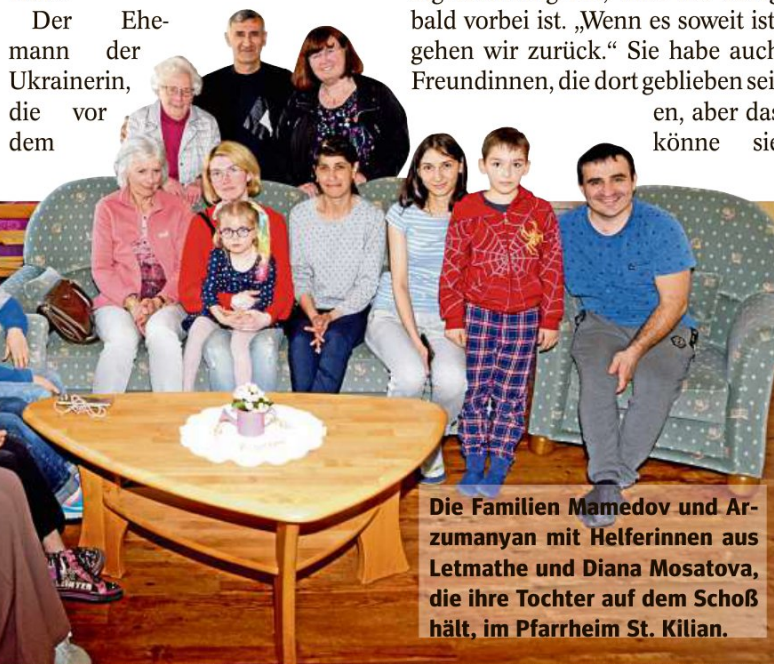 Der Ehe-
mann der
Ukrainerin,
die vor
dem
bald vorbei ist. „Wenn es soweit ist
gehen wir zurück.“ Sie habe auch
Freundinnen, die dort geblieben sei-
en, aber das
könne sie
Die Familien Mamedov und Ar-
zumanyan mit Helferinnen aus
Letmathe und Diana Mosatova,
die ihre Tochter auf dem Schoß
hält, im Pfarrheim St. Kilian.